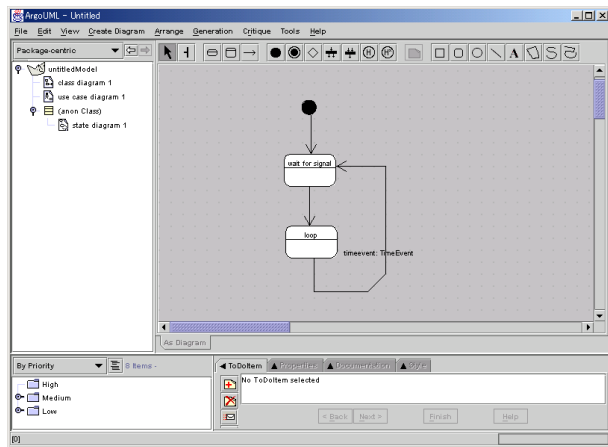 ArgoUML - Untitled
File Edit View Create Diagram Arrange Generation Critique Tools Help
Package-centric
H H*
A
untitledModel
class diagram 1
use case diagram 1
(anon Class)
state diagram 1
wait for signal
loop
timeevent: TimeEvent
As Diagram
By Priority
8 Items -
High
Medium
Low
ToDoItem Properties Documentation Style
No ToDoItem selected
< Back Next > Finish Help
[0]